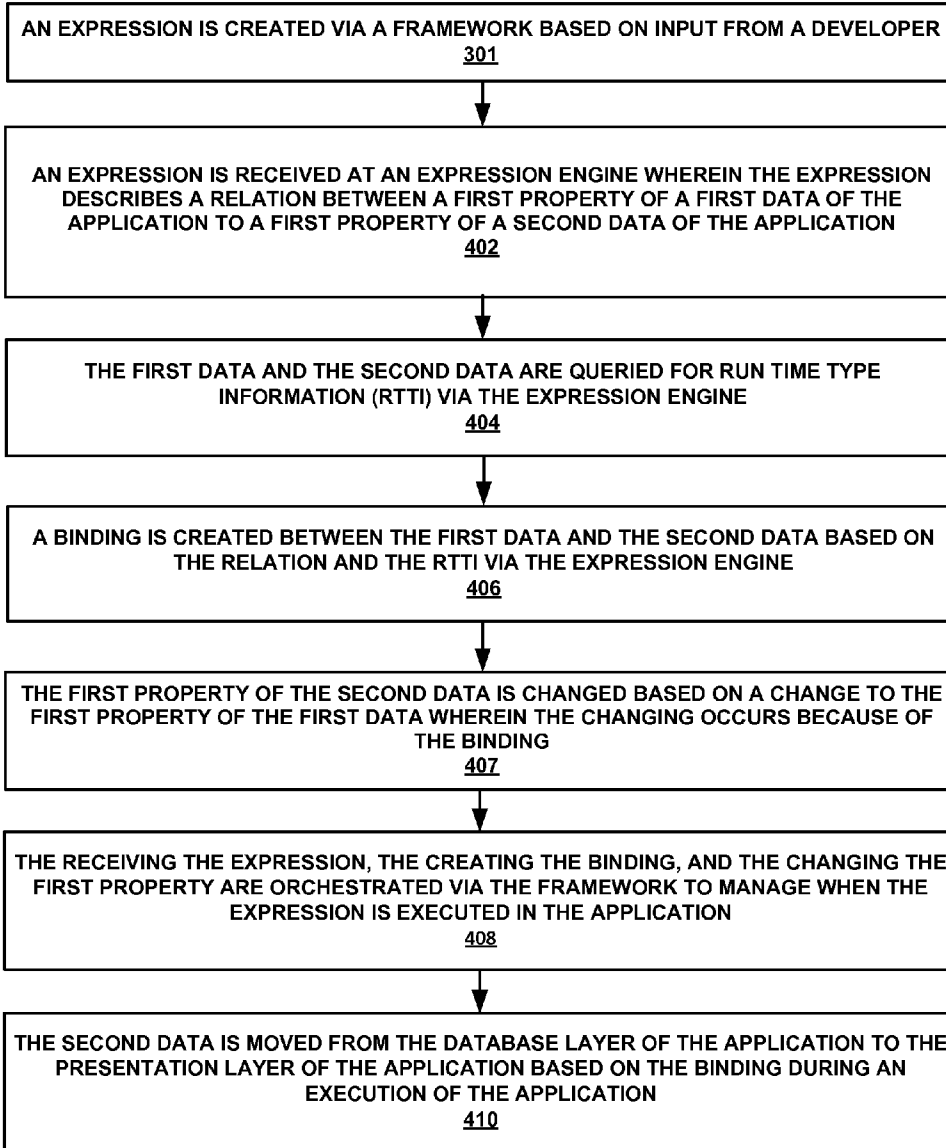 AN EXPRESSION IS CREATED VIA A FRAMEWORK BASED ON INPUT FROM A DEVELOPER
301
AN EXPRESSION IS RECEIVED AT AN EXPRESSION ENGINE WHEREIN THE EXPRESSION
DESCRIBES A RELATION BETWEEN A FIRST PROPERTY OF A FIRST DATA OF THE
APPLICATION TO A FIRST PROPERTY OF A SECOND DATA OF THE APPLICATION
402
THE FIRST DATA AND THE SECOND DATA ARE QUERIED FOR RUN TIME TYPE
INFORMATION (RTTI) VIA THE EXPRESSION ENGINE
404
A BINDING IS CREATED BETWEEN THE FIRST DATA AND THE SECOND DATA BASED ON
THE RELATION AND THE RTTI VIA THE EXPRESSION ENGINE
406
THE FIRST PROPERTY OF THE SECOND DATA IS CHANGED BASED ON A CHANGE TO THE
FIRST PROPERTY OF THE FIRST DATA WHEREIN THE CHANGING OCCURS BECAUSE OF
THE BINDING
407
THE RECEIVING THE EXPRESSION, THE CREATING THE BINDING, AND THE CHANGING THE
FIRST PROPERTY ARE ORCHESTRATED VIA THE FRAMEWORK TO MANAGE WHEN THE
EXPRESSION IS EXECUTED IN THE APPLICATION
408
THE SECOND DATA IS MOVED FROM THE DATABASE LAYER OF THE APPLICATION TO THE
PRESENTATION LAYER OF THE APPLICATION BASED ON THE BINDING DURING AN
EXECUTION OF THE APPLICATION
410